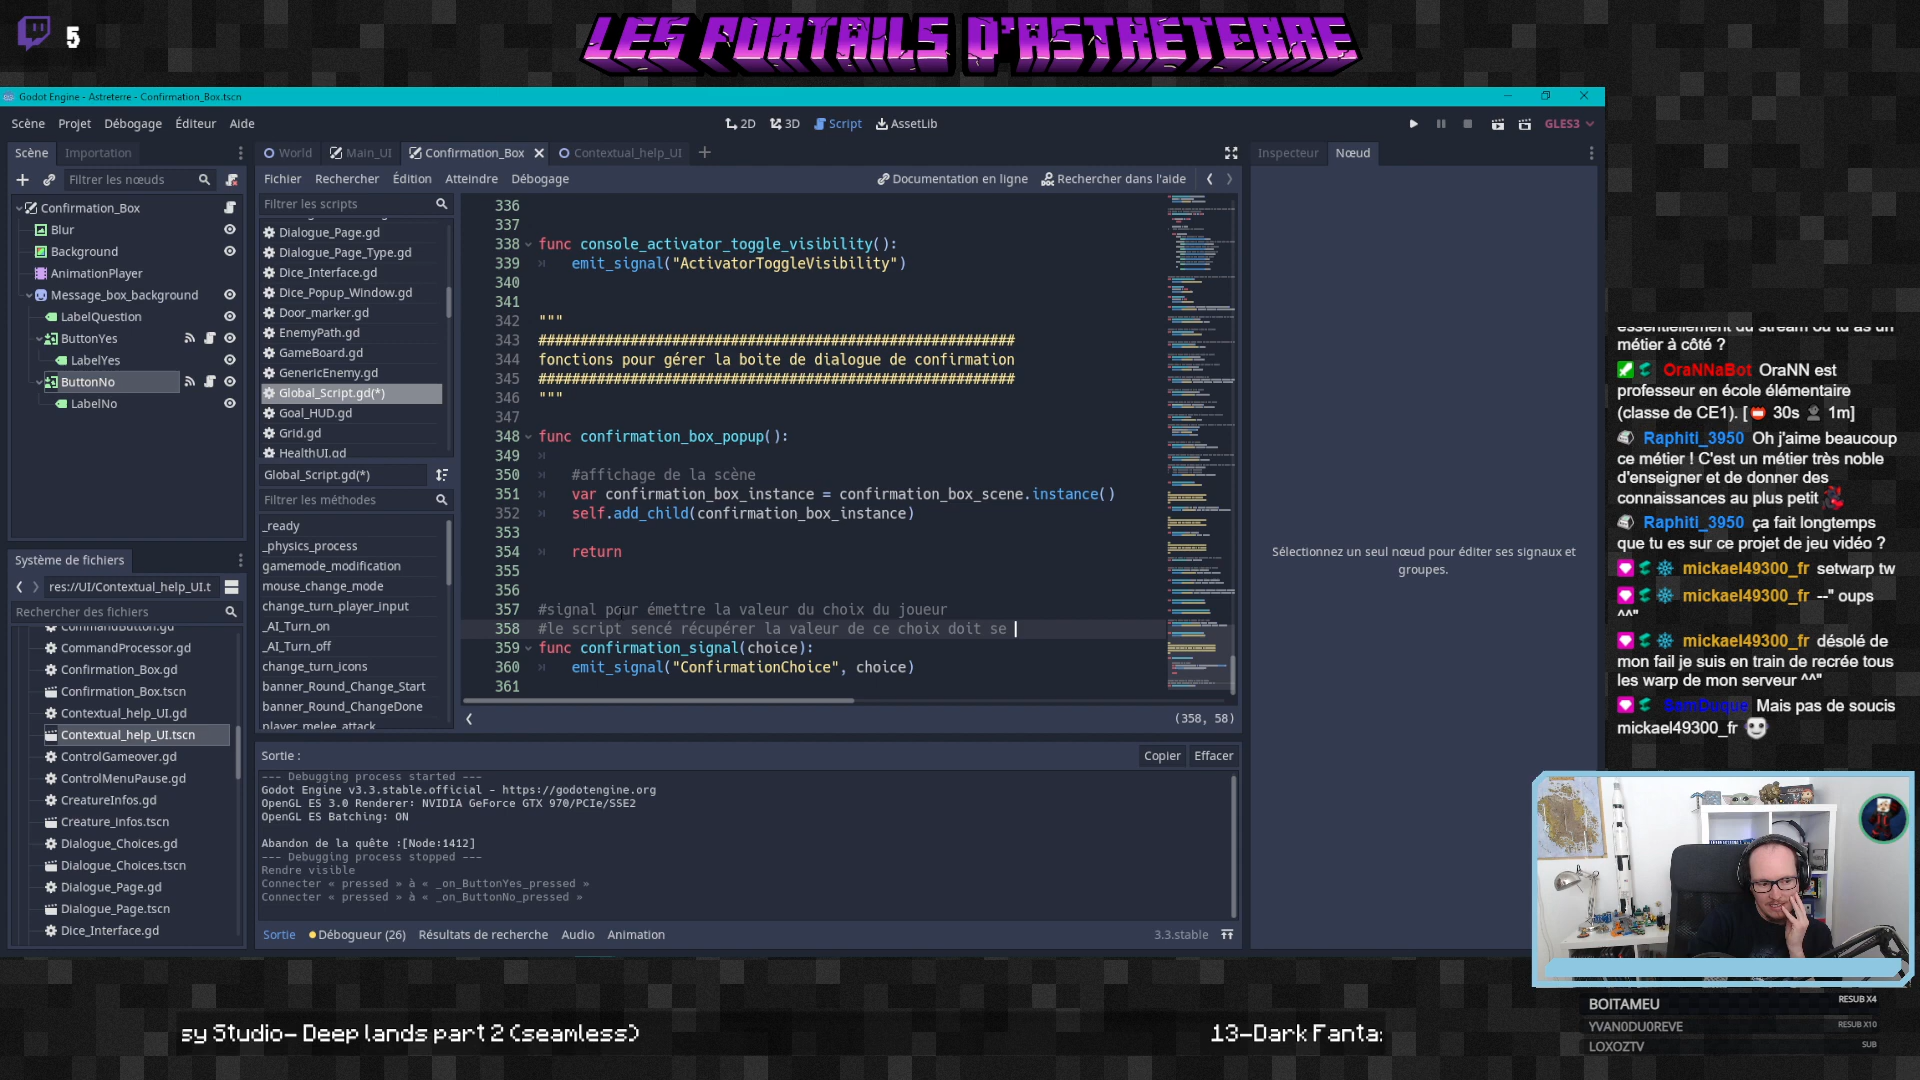 5
LES PORTAILS D'ASTRÉTERRE
Godot Engine - Astreterre - Confirmation_Box.tscn
Scène Projet Débogage Éditeur Aide
2D 3D Script AssetLib
GLES3
Scène Importation
World Main_UI Confirmation_Box Contextual_help_UI
Inspecteur Nœud
Filtrer les nœuds
Fichier Rechercher Édition Atteindre Débogage
Documentation en ligne Rechercher dans l'aide
Confirmation_Box
Blur
Background
AnimationPlayer
Message_box_background
LabelQuestion
ButtonYes
LabelYes
ButtonNo
LabelNo
Système de fichiers
res://UI/Contextual_help_UI.t
Rechercher des fichiers
CommandButton.gd
CommandProcessor.gd
Confirmation_Box.gd
Confirmation_Box.tscn
Contextual_help_UI.gd
Contextual_help_UI.tscn
ControlGameover.gd
ControlMenuPause.gd
CreatureInfos.gd
Creature_infos.tscn
Dialogue_Choices.gd
Dialogue_Choices.tscn
Dialogue_Page.gd
Dialogue_Page.tscn
Dice_Interface.gd
Filtrer les scripts
Dialogue_Page.gd
Dialogue_Page_Type.gd
Dice_Interface.gd
Dice_Popup_Window.gd
Door_marker.gd
EnemyPath.gd
GameBoard.gd
GenericEnemy.gd
Global_Script.gd(*)
Goal_HUD.gd
Grid.gd
HealthUI.gd
Global_Script.gd(*)
Filtrer les méthodes
_ready
_physics_process
gamemode_modification
mouse_change_mode
change_turn_player_input
_AI_Turn_on
_AI_Turn_off
change_turn_icons
banner_Round_Change_Start
banner_Round_ChangeDone
player_melee_attack
336
337
338 func console_activator_toggle_visibility():
339 emit_signal("ActivatorToggleVisibility")
340
341
342 """
343 #########################################################
344 fonctions pour gérer la boite de dialogue de confirmation
345 #########################################################
346 """
347
348 func confirmation_box_popup():
349
350 #affichage de la scène
351 var confirmation_box_instance = confirmation_box_scene.instance()
352 self.add_child(confirmation_box_instance)
353
354 return
355
356
357 #signal pour émettre la valeur du choix du joueur
358 #le script sencé récupérer la valeur de ce choix doit se
359 func confirmation_signal(choice):
360 emit_signal("ConfirmationChoice", choice)
361
(358, 58)
Sortie :
Copier Effacer
--- Debugging process started ---
Godot Engine v3.3.stable.official - https://godotengine.org
OpenGL ES 3.0 Renderer: NVIDIA GeForce GTX 970/PCIe/SSE2
OpenGL ES Batching: ON
Abandon de la quête :[Node:1412]
--- Debugging process stopped ---
Rendre visible
Connecter « pressed » à « _on_ButtonYes_pressed »
Connecter « pressed » à « _on_ButtonNo_pressed »
Sortie Débogueur (26) Résultats de recherche Audio Animation
3.3.stable
Sélectionnez un seul nœud pour éditer ses signaux et
groupes.
essentiellement du stream ou tu as un
métier à côté ?
OraNNaBot OraNN est
professeur en école élémentaire
(classe de CE1). [ 30s 1m]
Raphiti_3950 Oh j'aime beaucoup
ce métier ! C'est un métier très noble
d'enseigner et de donner des
connaissances au plus petit
Raphiti_3950 ça fait longtemps
que tu es sur ce projet de jeu vidéo ?
mickael49300_fr setwarp tw
mickael49300_fr --" oups
^^"
mickael49300_fr désolé de
mon fail je suis en train de recrée tous
les warp de mon serveur ^^"
SamDuque Mais pas de soucis
mickael49300_fr
BOITAMEU RESUB X4
YVAN0DU0REVE RESUB X10
LOXOZTV SUB
sy Studio- Deep lands part 2 (seamless)
13-Dark Fanta